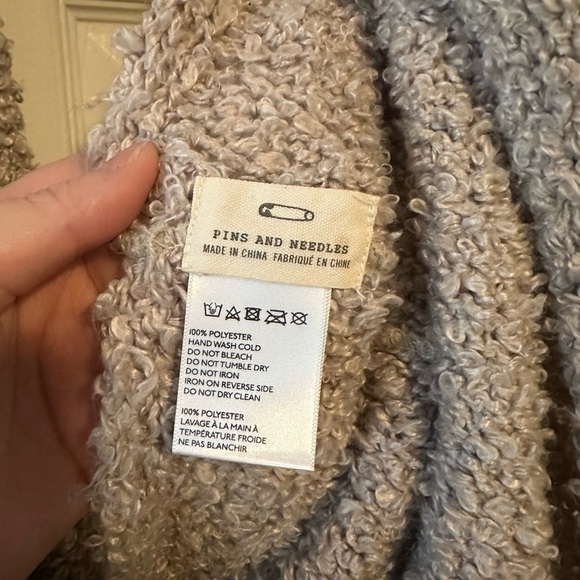 PINS AND NEEDLES
MADE IN CHINA FABRIQUÉ EN CHINE
100% POLYESTER
HAND WASH COLD
DO NOT BLEACH
DO NOT TUMBLE DRY
DO NOT IRON
IRON ON REVERSE SIDE
DO NOT DRY CLEAN
100% POLYESTER
LAVAGE À LA MAIN À
TEMPÉRATURE FROIDE
NE PAS BLANCHIR